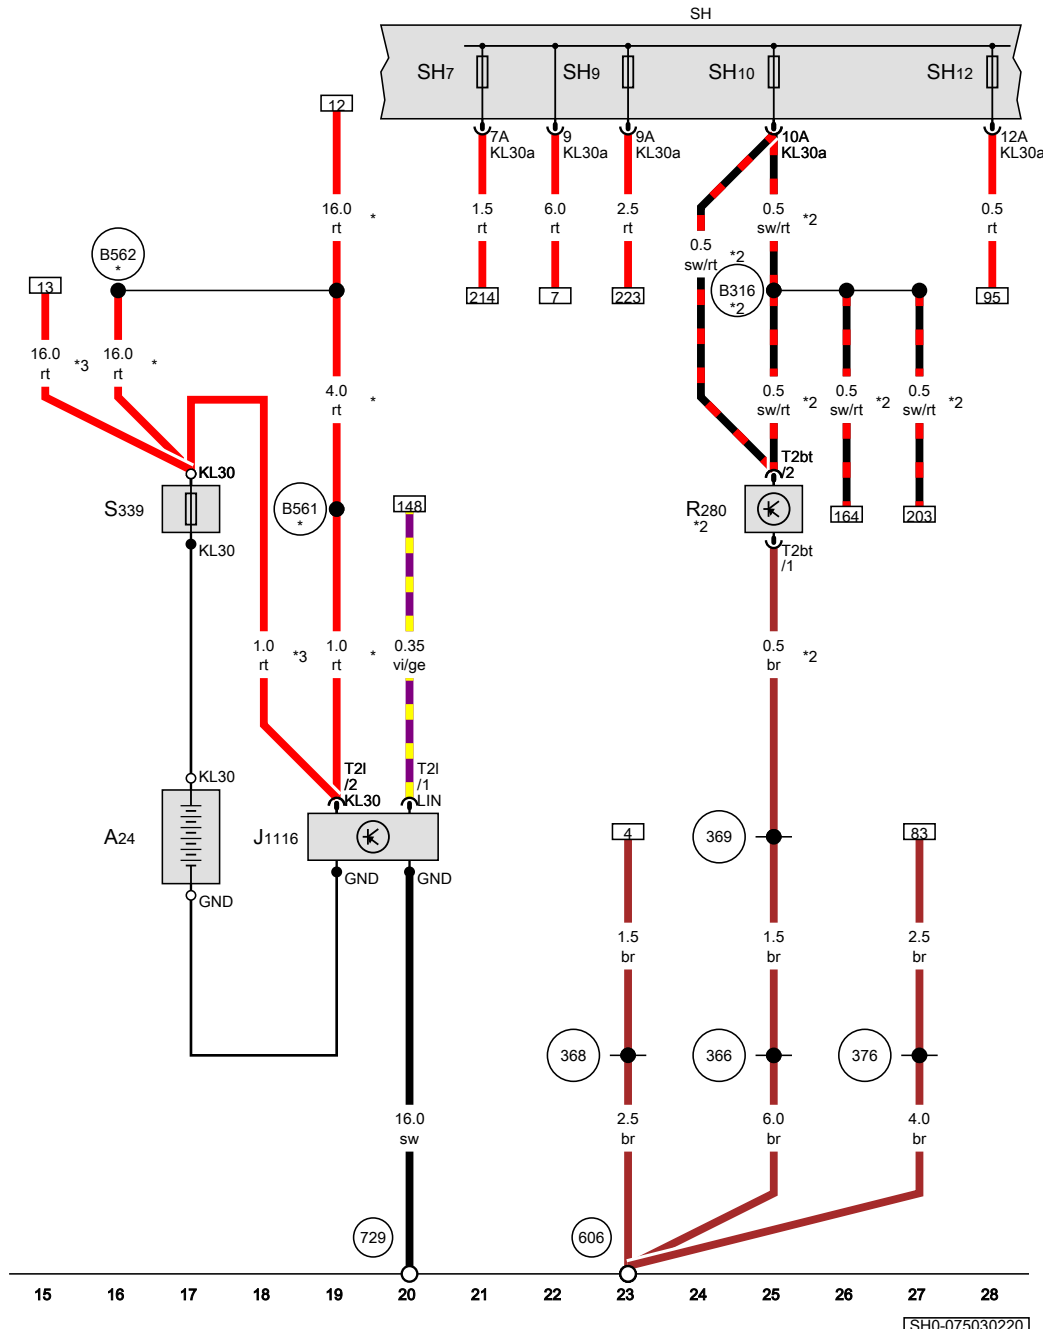 SH
SH7
SH9
SH10
SH12
7A
KL30a
9
KL30a
9A
KL30a
10A
KL30a
12A
KL30a
12
16.0
rt
*
1.5
rt
6.0
rt
2.5
rt
0.5
sw/rt
*2
0.5
sw/rt
*2
0.5
rt
B562
*
B316
*2
13
214
7
223
95
16.0
rt
*3
16.0
rt
*
4.0
rt
*
0.5
sw/rt
*2
0.5
sw/rt
*2
0.5
sw/rt
*2
KL30
S339
KL30
B561
*
148
T2bt
/2
R280
*2
T2bt
/1
164
203
1.0
rt
*3
1.0
rt
*
0.35
vi/ge
0.5
br
*2
KL30
A24
GND
T2l
/2
KL30
T2l
/1
LIN
J1116
GND
GND
4
369
83
1.5
br
1.5
br
2.5
br
368
366
376
16.0
sw
2.5
br
6.0
br
4.0
br
729
606
15 16 17 18 19 20 21 22 23 24 25 26 27 28
SH0-075030220